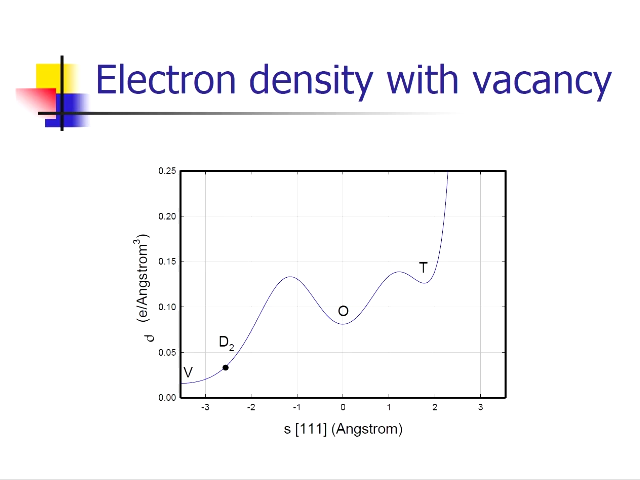 Electron density with vacancy
0.25
0.20
0.15
0.10
0.05
0.00
d (e/Angstrom³)
V
D₂
O
T
-3 -2 -1 0 1 2 3
s [111] (Angstrom)